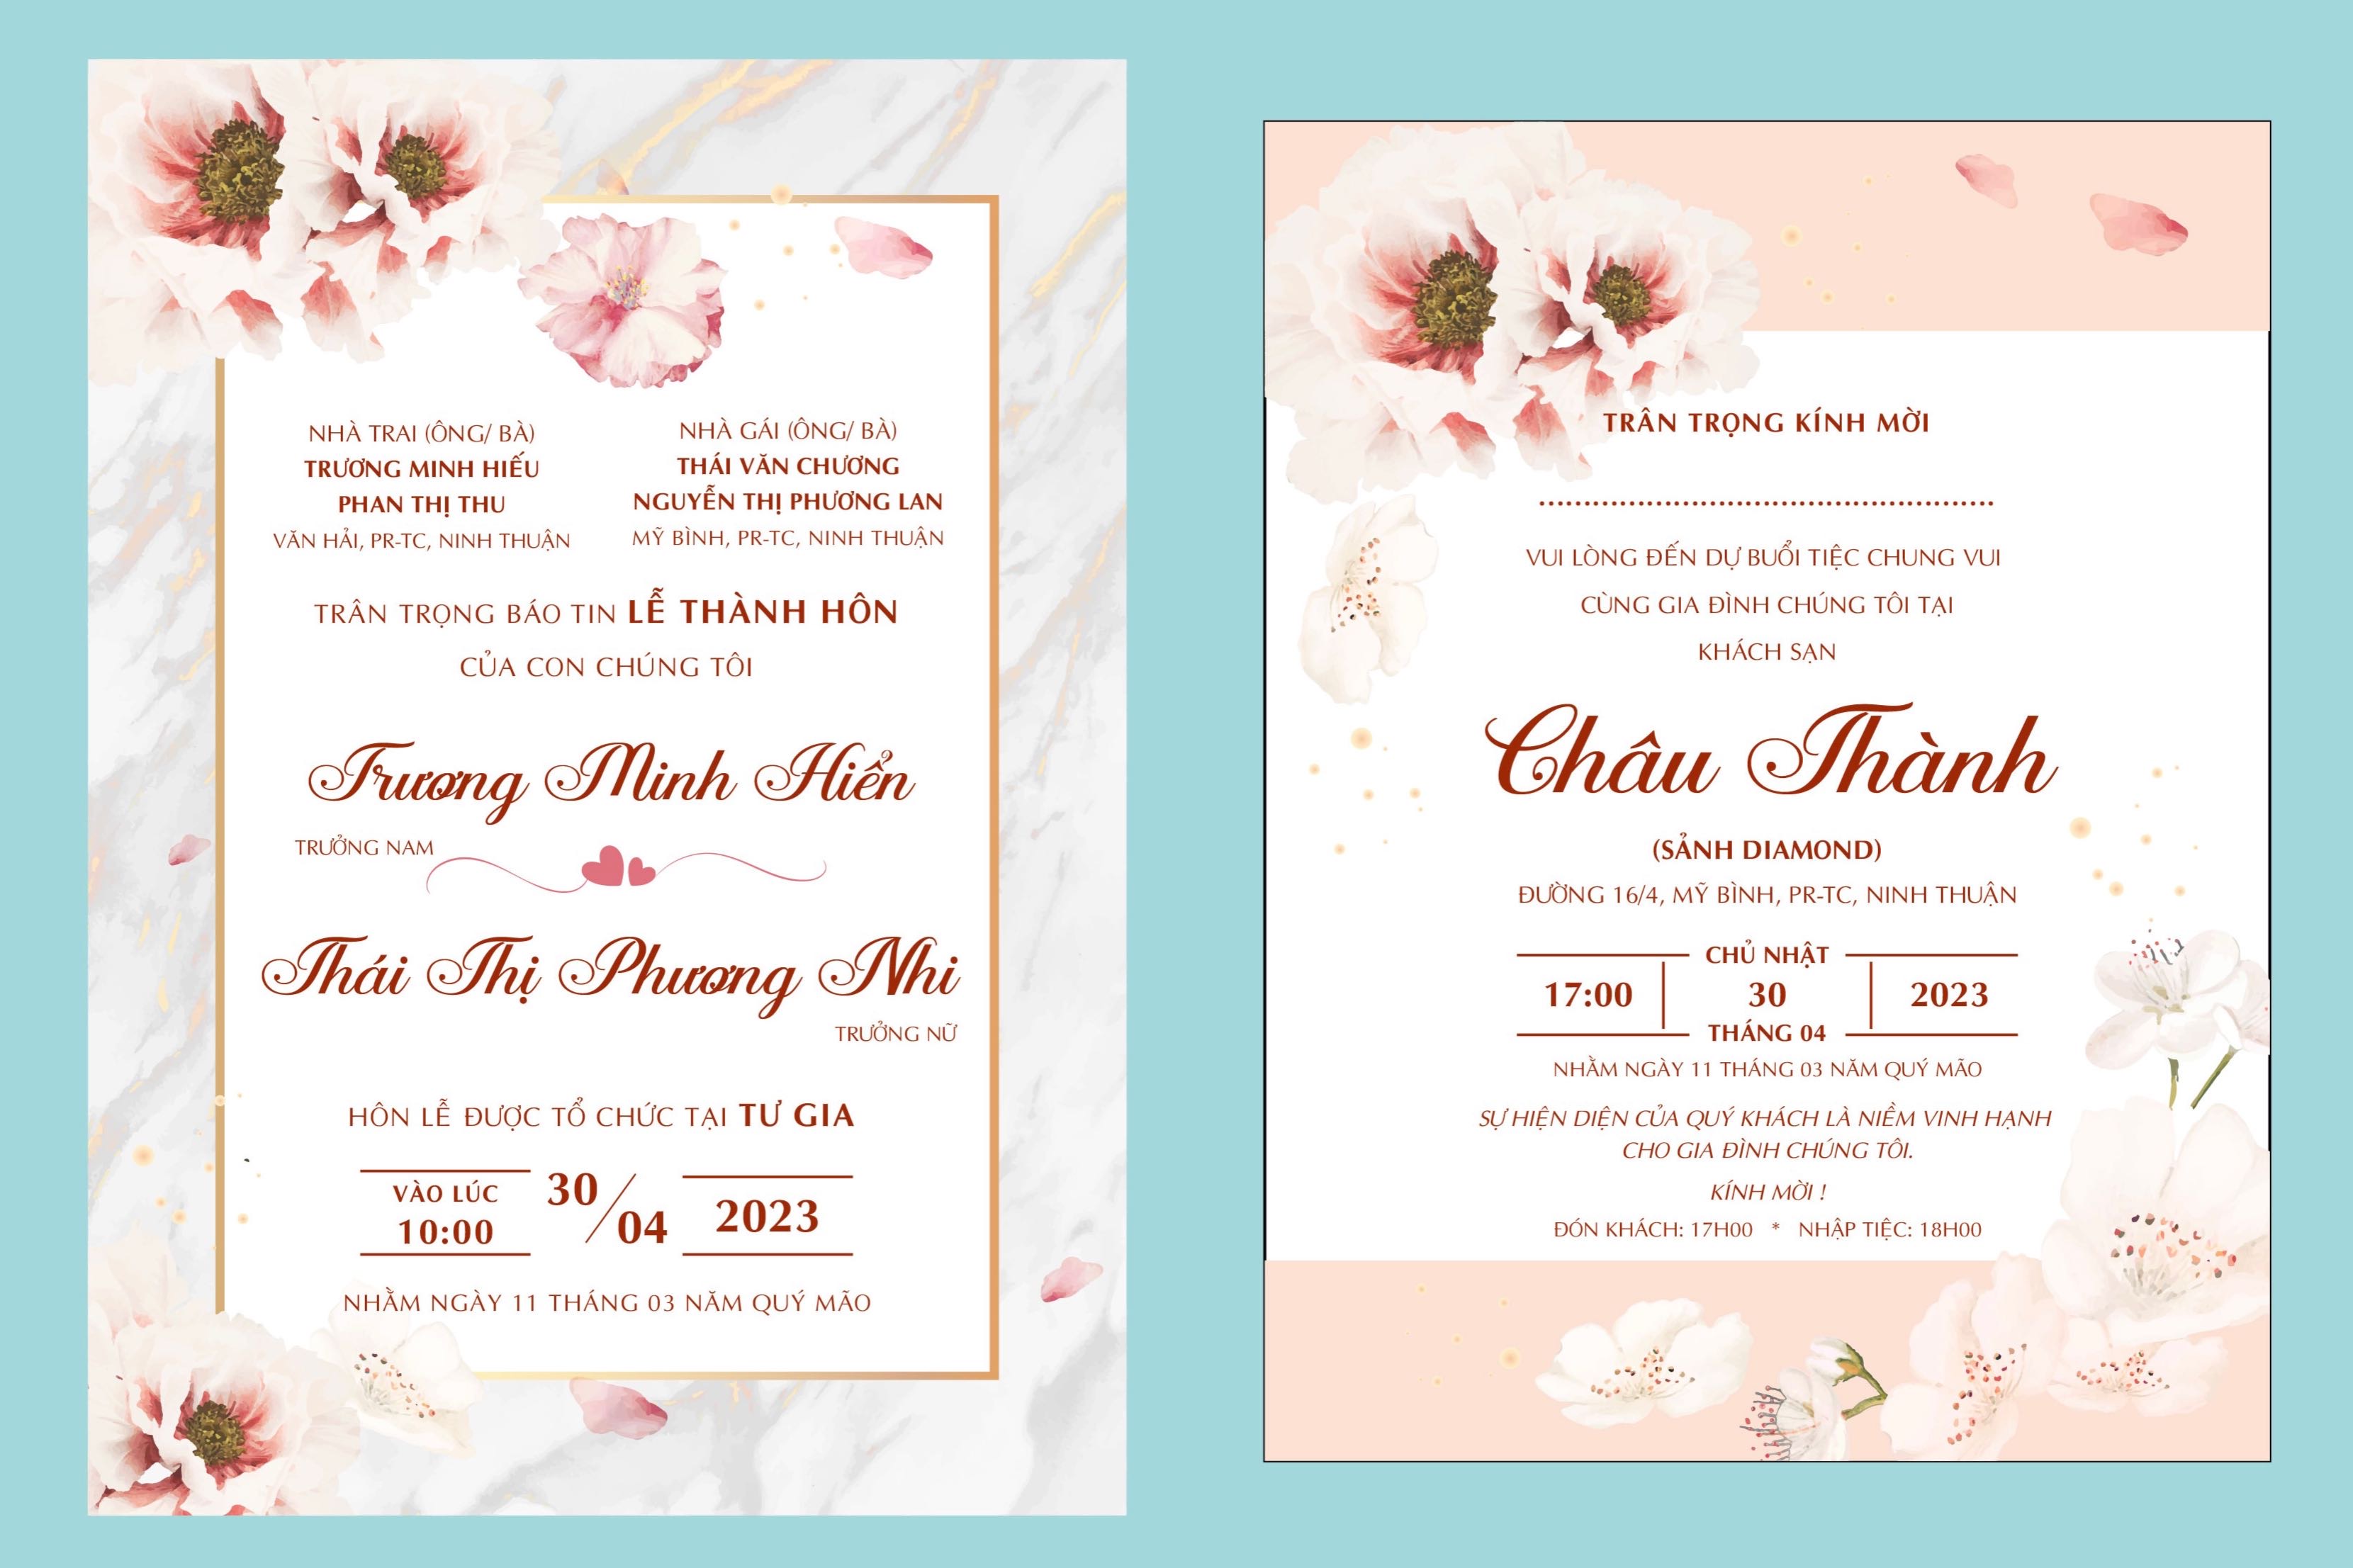 NHÀ TRAI (ÔNG/ BÀ)
TRƯƠNG MINH HIẾU
PHAN THỊ THU
VĂN HẢI, PR-TC, NINH THUẬN
NHÀ GÁI (ÔNG/ BÀ)
THÁI VĂN CHƯƠNG
NGUYỄN THỊ PHƯƠNG LAN
MỸ BÌNH, PR-TC, NINH THUẬN
TRÂN TRỌNG BÁO TIN LỄ THÀNH HÔN
CỦA CON CHÚNG TÔI
Trương Minh Hiển
TRƯỞNG NAM
Thái Thị Phương Nhi
TRƯỞNG NỮ
HÔN LỄ ĐƯỢC TỔ CHỨC TẠI TƯ GIA
VÀO LÚC
10:00
30/04
2023
NHẰM NGÀY 11 THÁNG 03 NĂM QUÝ MÃO
TRÂN TRỌNG KÍNH MỜI
....................................................
VUI LÒNG ĐẾN DỰ BUỔI TIỆC CHUNG VUI
CÙNG GIA ĐÌNH CHÚNG TÔI TẠI
KHÁCH SẠN
Châu Thành
(SẢNH DIAMOND)
ĐƯỜNG 16/4, MỸ BÌNH, PR-TC, NINH THUẬN
CHỦ NHẬT
17:00 30 2023
THÁNG 04
NHẰM NGÀY 11 THÁNG 03 NĂM QUÝ MÃO
SỰ HIỆN DIỆN CỦA QUÝ KHÁCH LÀ NIỀM VINH HẠNH
CHO GIA ĐÌNH CHÚNG TÔI.
KÍNH MỜI !
ĐÓN KHÁCH: 17H00 * NHẬP TIỆC: 18H00